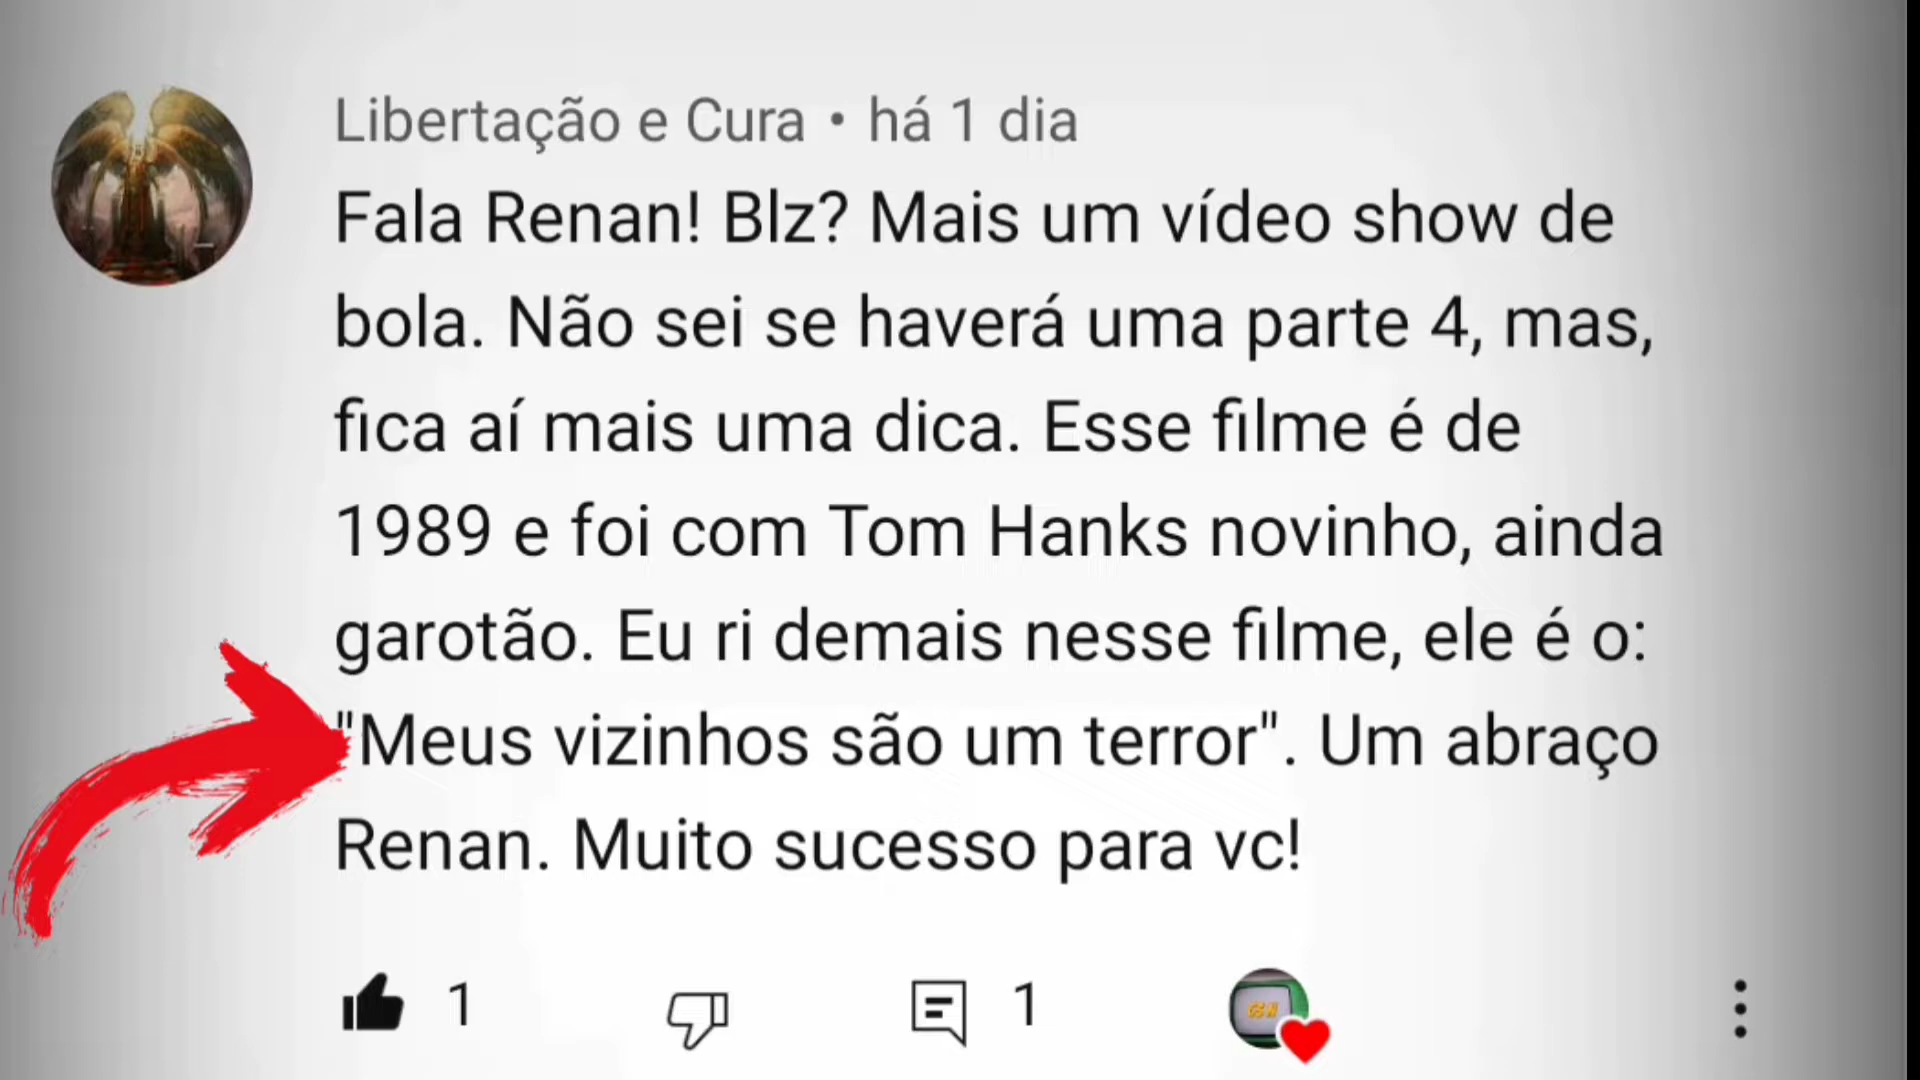 Libertação e Cura • há 1 dia
Fala Renan! Blz? Mais um vídeo show de
bola. Não sei se haverá uma parte 4, mas,
fica aí mais uma dica. Esse filme é de
1989 e foi com Tom Hanks novinho, ainda
garotão. Eu ri demais nesse filme, ele é o:
"Meus vizinhos são um terror". Um abraço
Renan. Muito sucesso para vc!
1 1